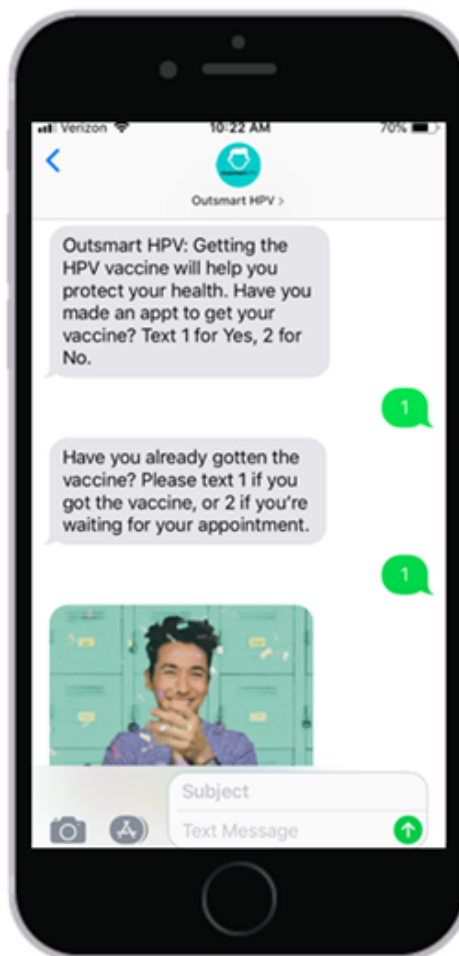 Verizon 10:22 AM 70%
Outsmart HPV >
Outsmart HPV: Getting the
HPV vaccine will help you
protect your health. Have you
made an appt to get your
vaccine? Text 1 for Yes, 2 for
No.
1
Have you already gotten the
vaccine? Please text 1 if you
got the vaccine, or 2 if you're
waiting for your appointment.
1
Subject
Text Message